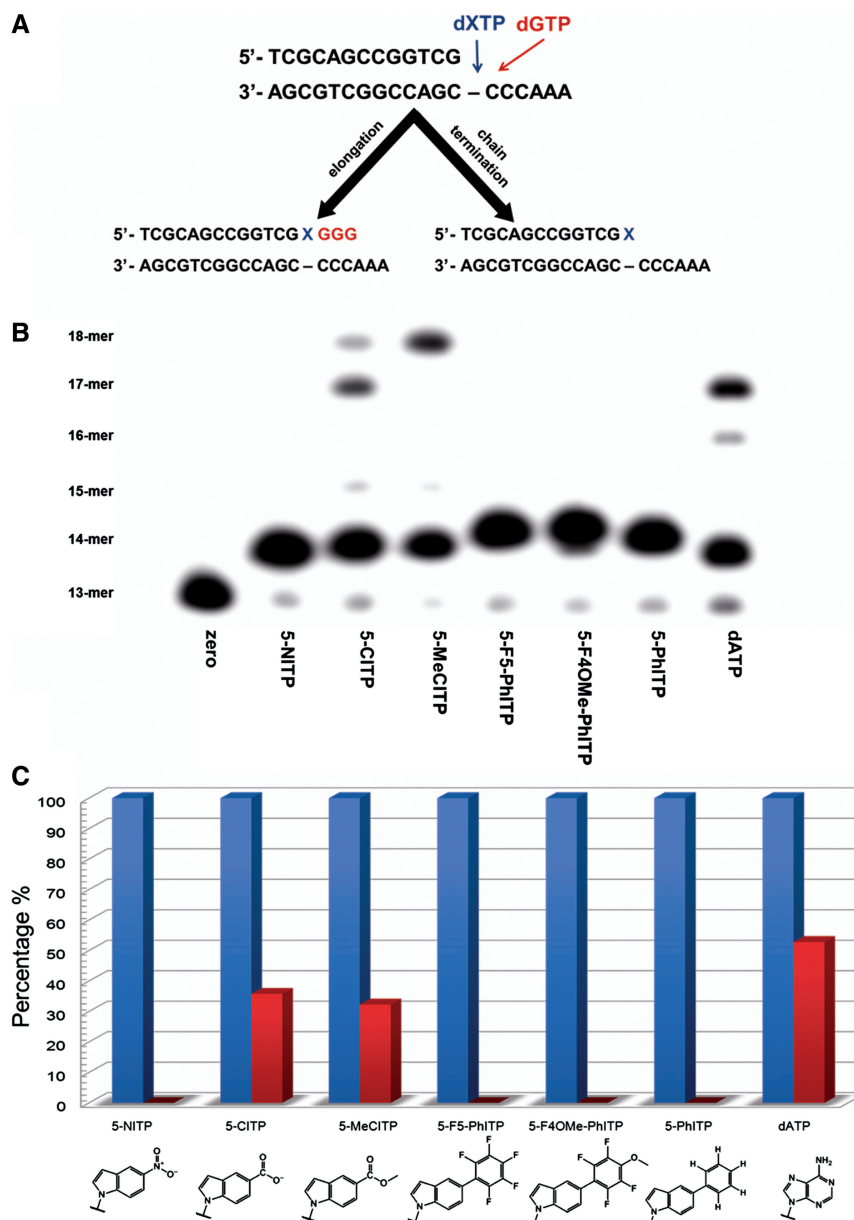 A
dXTP dGTP
5'- TCGCAGCCGGTCG
3'- AGCGTCGGCCAGC – CCCAAA
elongation
chain
termination
5'- TCGCAGCCGGTCG X GGG
5'- TCGCAGCCGGTCG X
3'- AGCGTCGGCCAGC – CCCAAA
3'- AGCGTCGGCCAGC – CCCAAA
B
18-mer
17-mer
16-mer
15-mer
14-mer
13-mer
zero
5-NITP
5-CITP
5-MeCITP
5-F5-PhITP
5-F4OMe-PhITP
5-PhITP
dATP
C
Percentage %
100
90
80
70
60
50
40
30
20
10
0
5-NITP 5-CITP 5-MeCITP 5-F5-PhITP 5-F4OMe-PhITP 5-PhITP dATP
N O N⁺ O⁻
N O C O⁻
N O C O
N F F F F F
N F F F F O
N H H H H H
NH₂ N N N N